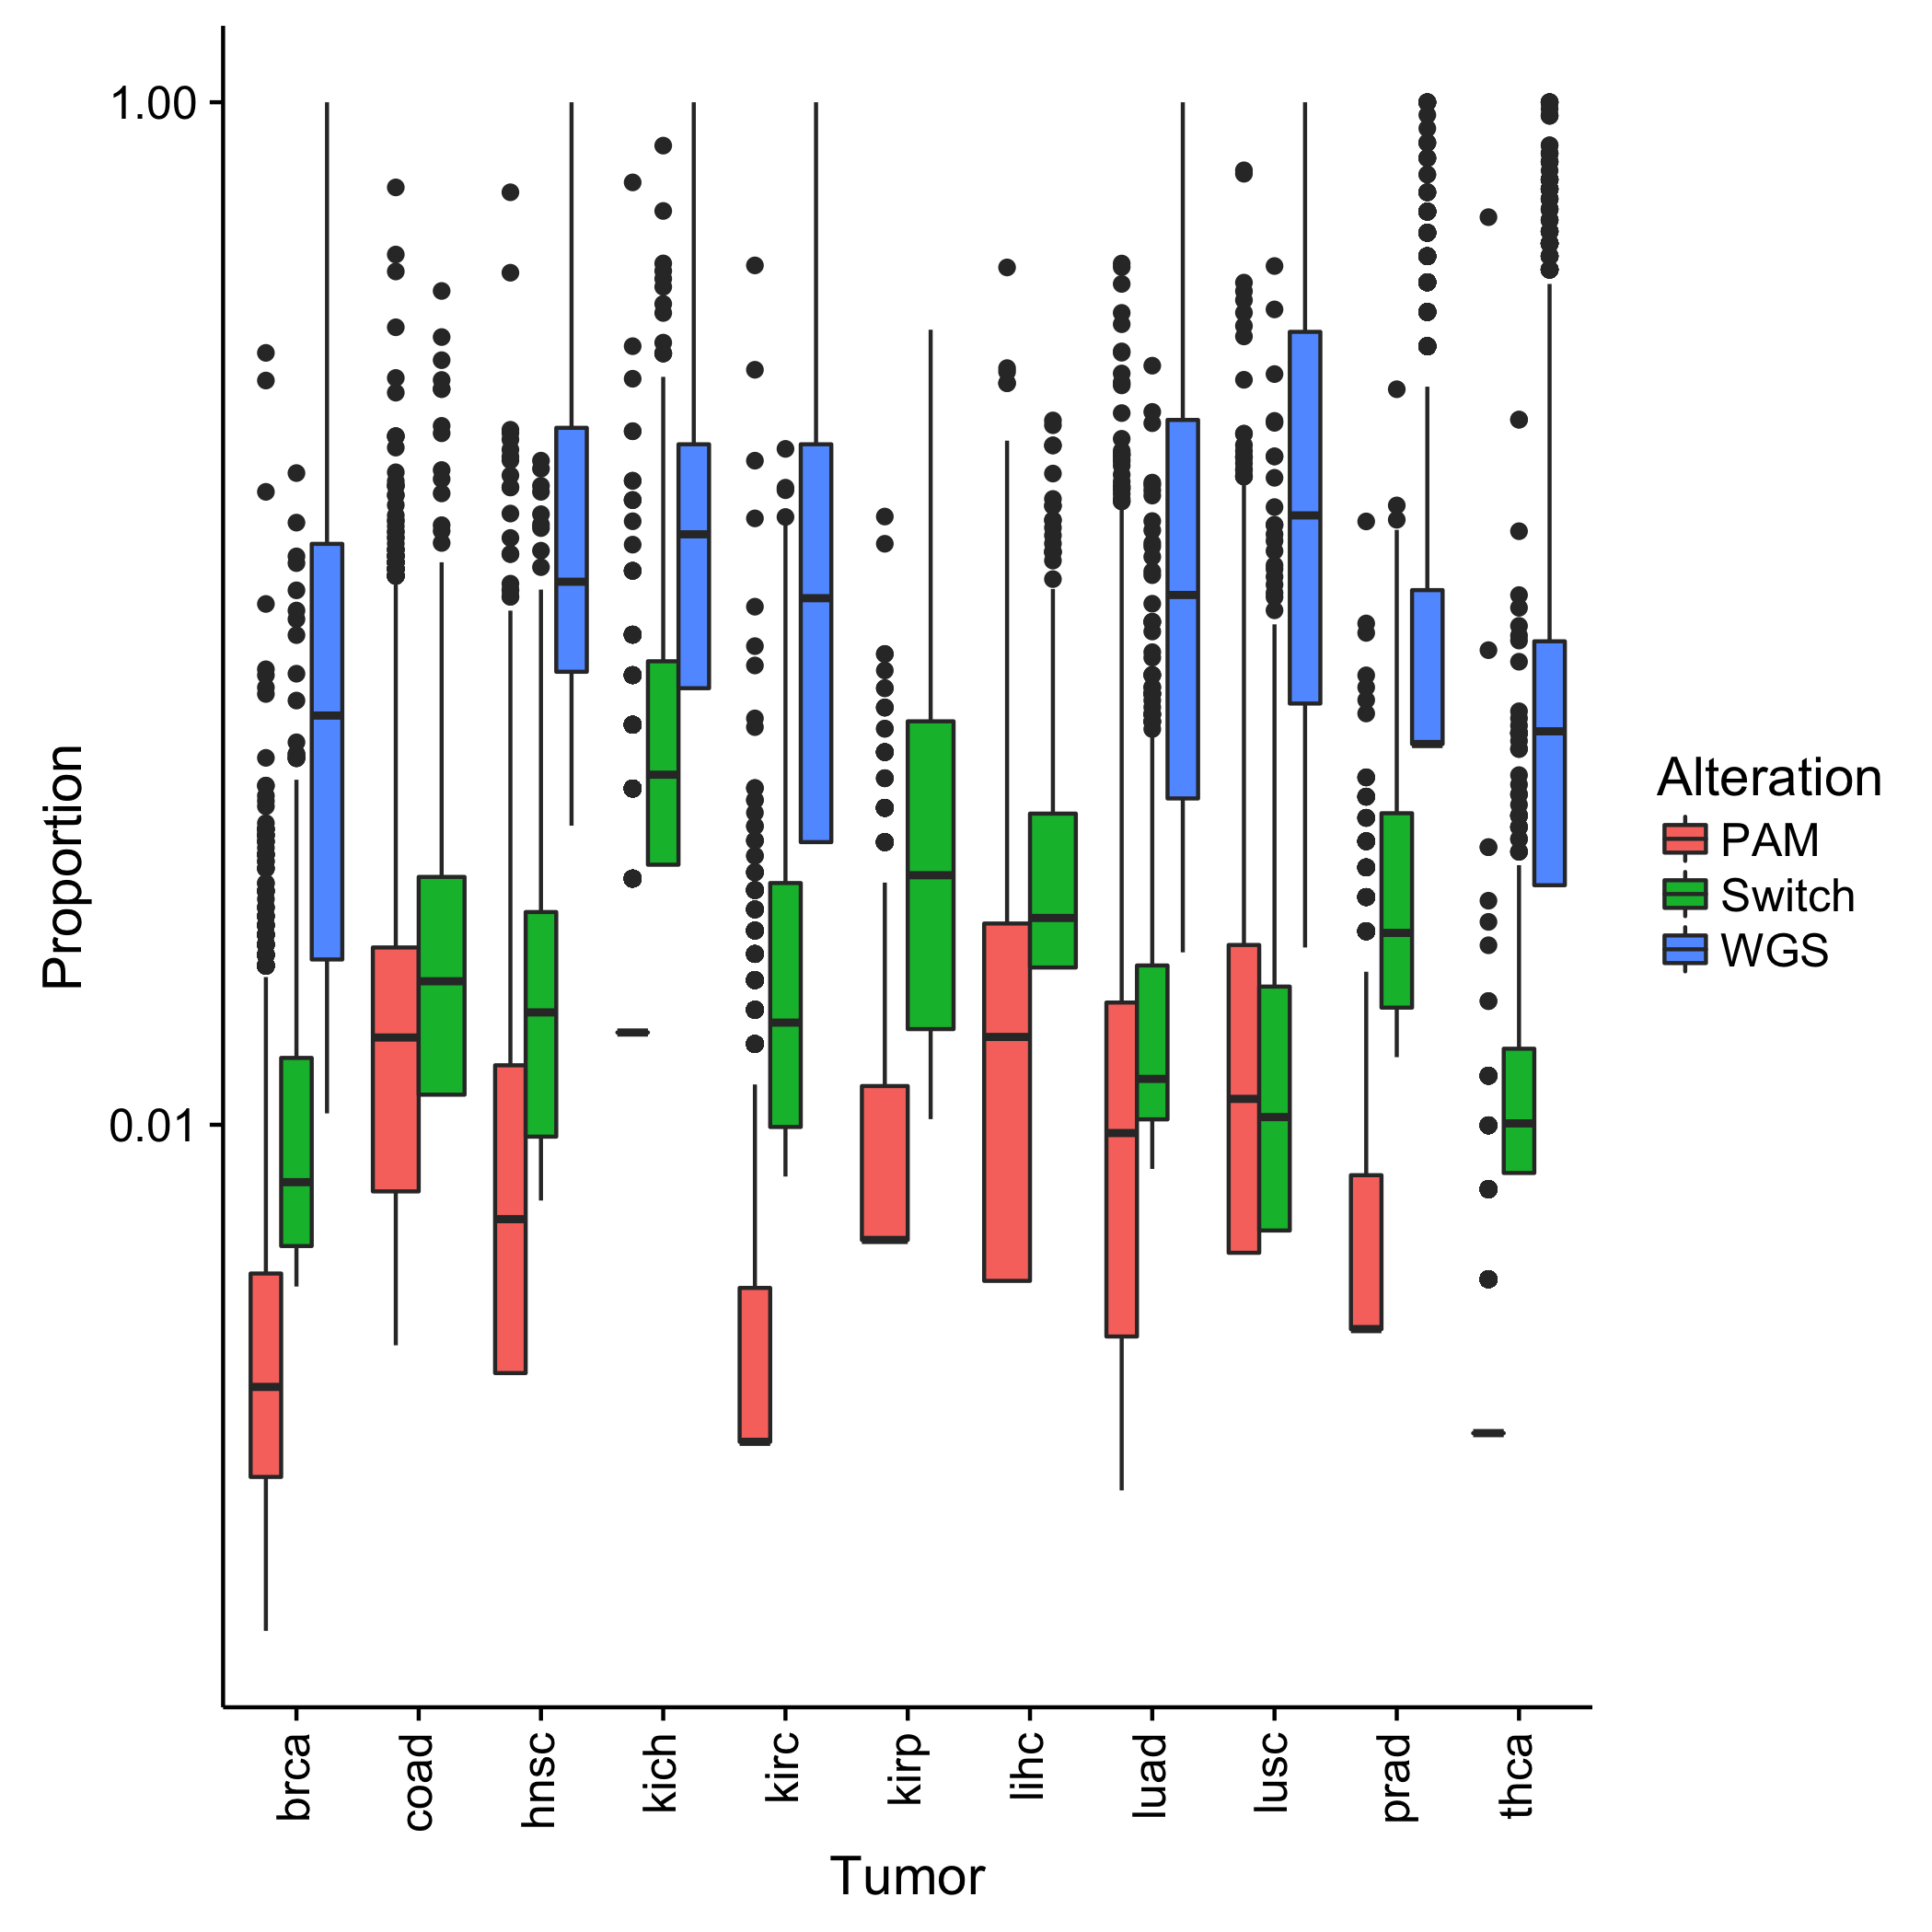 Proportion
1.00
0.01
brca
coad
hnsc
kich
kirc
kirp
lihc
luad
lusc
prad
thca
Tumor
Alteration
PAM
Switch
WGS